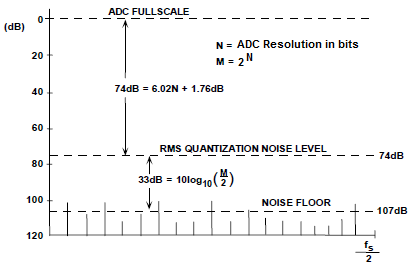 ADC FULLSCALE
(dB)
0
N = ADC Resolution in bits
M = 2^N
20
40
74dB = 6.02N + 1.76dB
60
RMS QUANTIZATION NOISE LEVEL
74dB
80
33dB = 10log₁₀(M/2)
100
NOISE FLOOR
107dB
120
fs/2